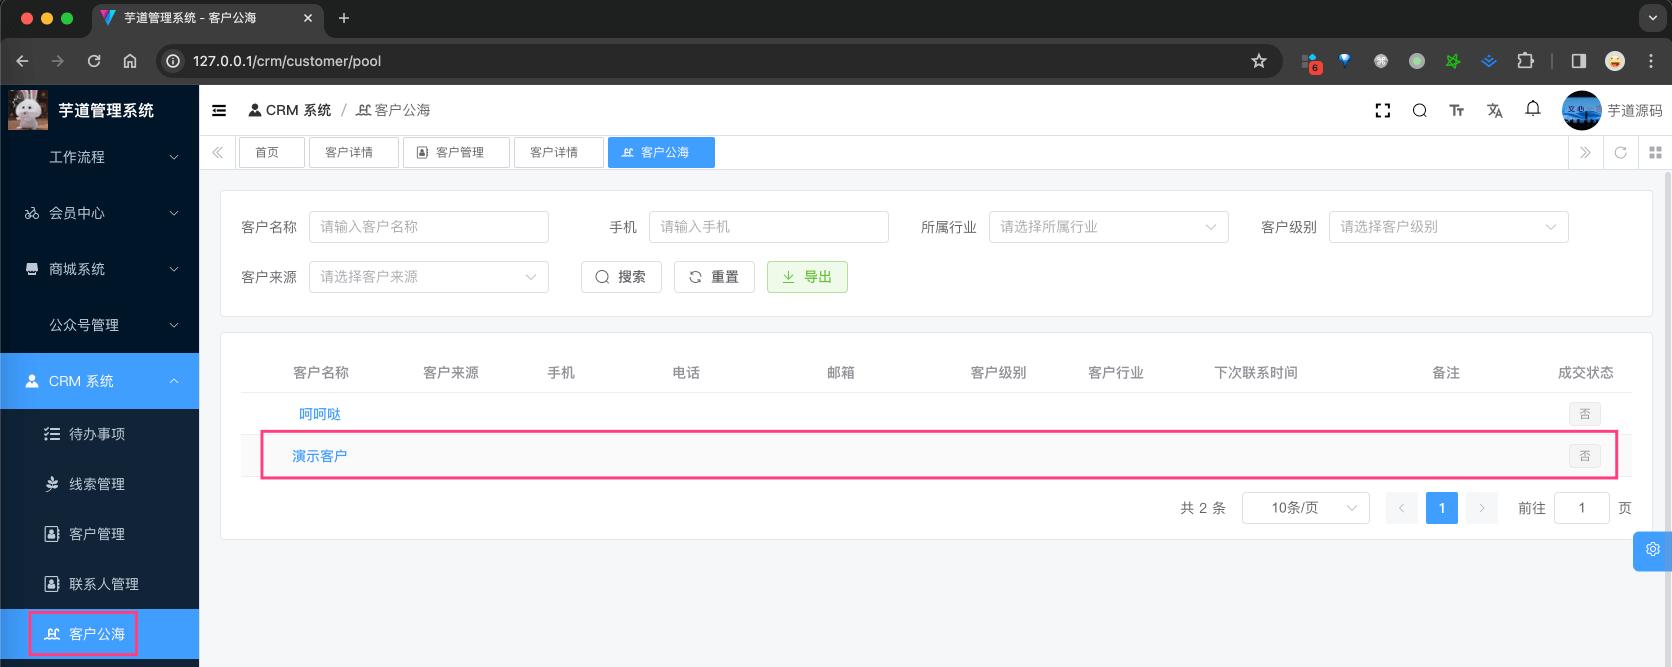 芋道管理系统 - 客户公海
127.0.0.1/crm/customer/pool
6
芋道管理系统
CRM 系统 / 客户公海
芋道源码
首页 客户详情 客户管理 客户详情 客户公海
工作流程
会员中心
商城系统
公众号管理
CRM 系统
待办事项
线索管理
客户管理
联系人管理
客户公海
客户名称 请输入客户名称 手机 请输入手机 所属行业 请选择所属行业 客户级别 请选择客户级别
客户来源 请选择客户来源 搜索 重置 导出
客户名称 客户来源 手机 电话 邮箱 客户级别 客户行业 下次联系时间 备注 成交状态
呵呵哒 否
演示客户 否
共 2 条 10条/页 1 前往 1 页